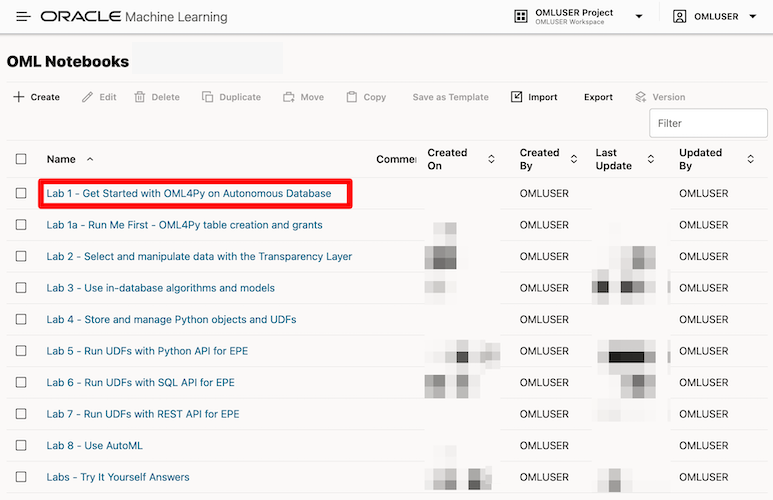 ORACLE Machine Learning
OMLUSER Project
OMLUSER Workspace
OMLUSER
OML Notebooks
Create Edit Delete Duplicate Move Copy Save as Template Import Export Version
Filter
Name Commen Created On Created By Last Update Updated By
Lab 1 - Get Started with OML4Py on Autonomous Database OMLUSER OMLUSER
Lab 1a - Run Me First - OML4Py table creation and grants OMLUSER OMLUSER
Lab 2 - Select and manipulate data with the Transparency Layer OMLUSER OMLUSER
Lab 3 - Use in-database algorithms and models OMLUSER OMLUSER
Lab 4 - Store and manage Python objects and UDFs OMLUSER OMLUSER
Lab 5 - Run UDFs with Python API for EPE OMLUSER OMLUSER
Lab 6 - Run UDFs with SQL API for EPE OMLUSER OMLUSER
Lab 7 - Run UDFs with REST API for EPE OMLUSER OMLUSER
Lab 8 - Use AutoML OMLUSER OMLUSER
Labs - Try It Yourself Answers OMLUSER OMLUSER